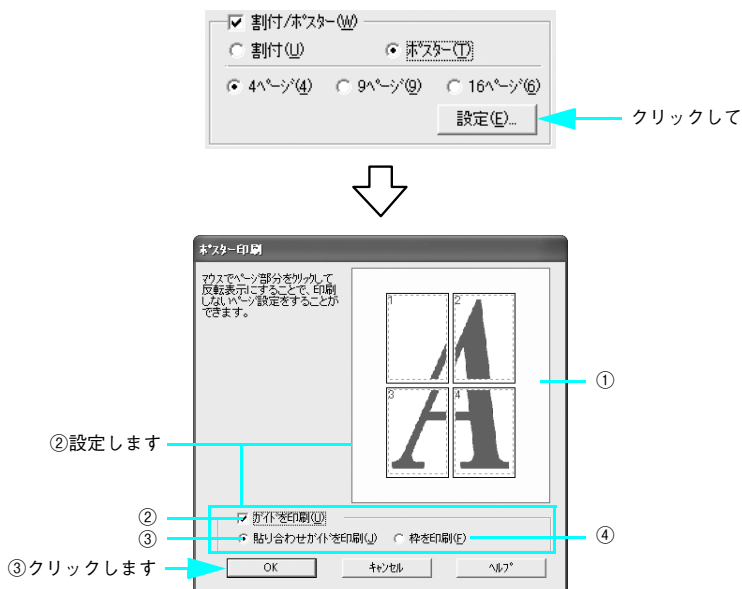 割付/ポスター(W)
割付(U) ポスター(T)
4ページ(4) 9ページ(9) 16ページ(6)
設定(E)...
クリックして
ポスター印刷
マウスでページ部分をクリックして
反転表示にすることで、印刷
しないページ設定をすることが
できます。
1 2
3 4
①
②設定します
② ガイドを印刷(U)
③ 貼り合わせガイドを印刷(J) 枠を印刷(F) ④
③クリックします OK キャンセル ヘルプ